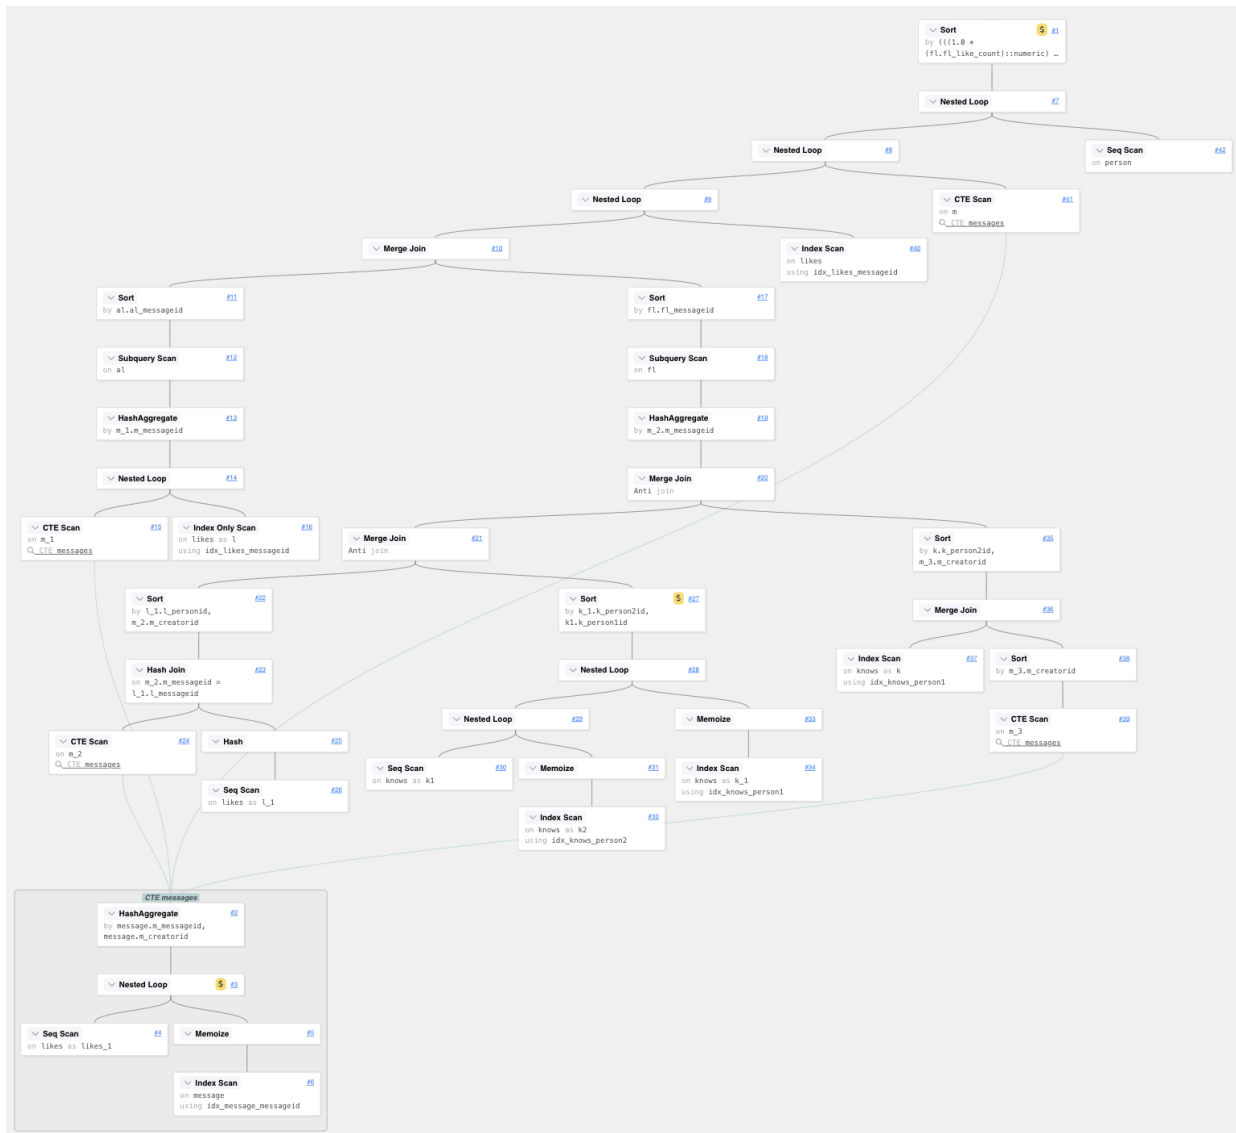 Sort $ #1
by (((1.0 *
(fl.fl_like_count)::numeric) …
Nested Loop #7
Nested Loop #8
Seq Scan #42
on person
Nested Loop #9
CTE Scan #41
on m
CTE messages
Merge Join #10
Index Scan #40
on likes
using idx_likes_messageid
Sort #11
by al.al_messageid
Sort #17
by fl.fl_messageid
Subquery Scan #12
on al
Subquery Scan #18
on fl
HashAggregate #13
by m_1.m_messageid
HashAggregate #19
by m_2.m_messageid
Nested Loop #14
Merge Join #20
Anti join
CTE Scan #15
on m_1
CTE messages
Index Only Scan #16
on likes as l
using idx_likes_messageid
Merge Join #21
Anti join
Sort #35
by k.k_person2id,
m_3.m_creatorid
Sort #22
by l_1.l_personid,
m_2.m_creatorid
Sort $ #27
by k_1.k_person2id,
k1.k_person1id
Merge Join #36
Hash Join #23
on m_2.m_messageid =
l_1.l_messageid
Nested Loop #28
Index Scan #37
on knows as k
using idx_knows_person1
Sort #38
by m_3.m_creatorid
Nested Loop #29
Memoize #33
CTE Scan #39
on m_3
CTE messages
CTE Scan #24
on m_2
CTE messages
Hash #25
Seq Scan #30
on knows as k1
Memoize #31
Index Scan #34
on knows as k_1
using idx_knows_person1
Seq Scan #26
on likes as l_1
Index Scan #32
on knows as k2
using idx_knows_person2
CTE messages
HashAggregate #2
by message.m_messageid,
message.m_creatorid
Nested Loop $ #3
Seq Scan #4
on likes as likes_1
Memoize #5
Index Scan #6
on message
using idx_message_messageid